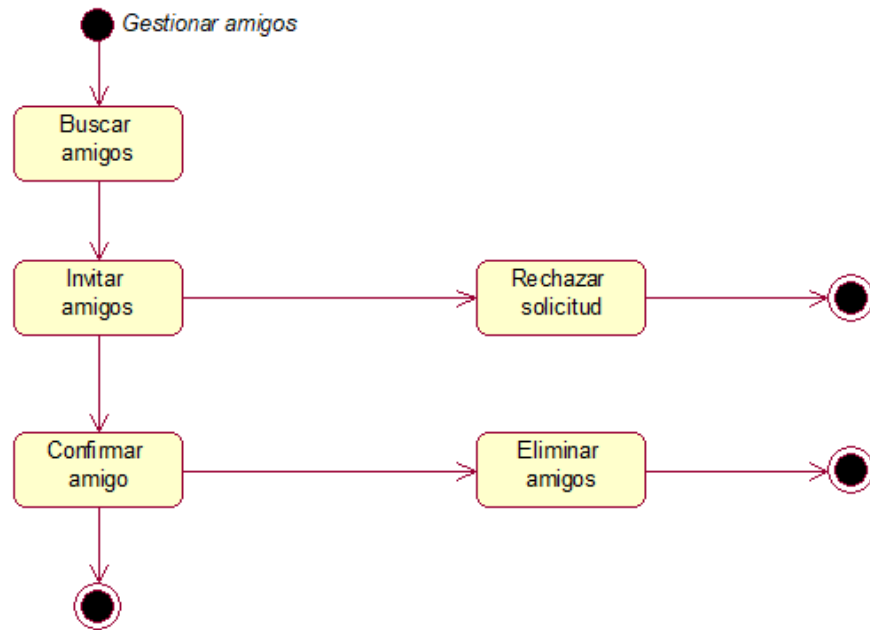 Gestionar amigos
Buscar
amigos
Invitar
amigos
Rechazar
solicitud
Confirmar
amigo
Eliminar
amigos